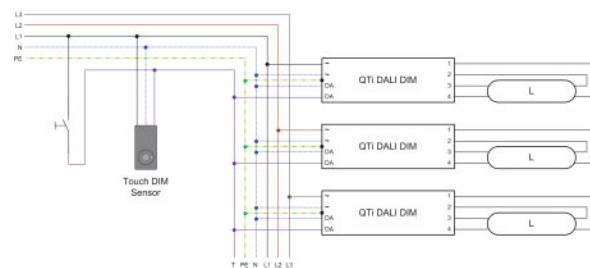 L3
L2
L1
N
PE
~ QTi DALI DIM 1
~ 2
DA 3
DA 4
L
~ QTi DALI DIM 1
~ 2
DA 3
DA 4
L
~ QTi DALI DIM 1
~ 2
DA 3
DA 4
L
Touch DIM
Sensor
T PE N L1 L2 L3